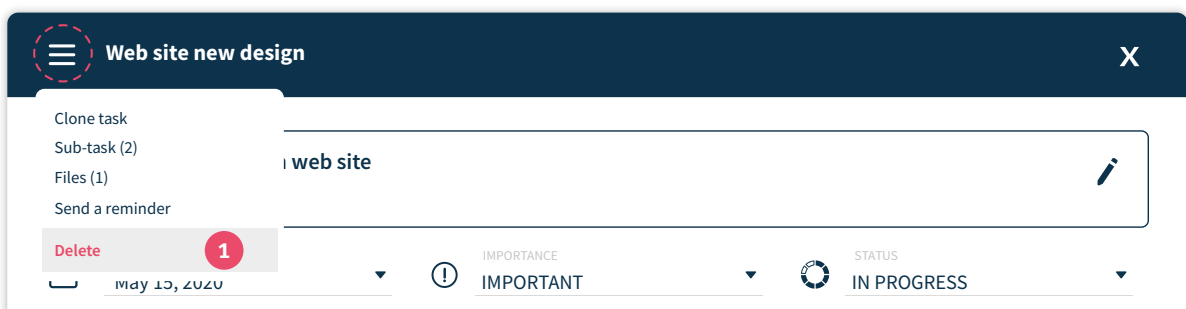 Web site new design
X
Clone task
Sub-task (2)
Files (1)
Send a reminder
Delete
1
web site
May 15, 2020
IMPORTANCE
IMPORTANT
STATUS
IN PROGRESS